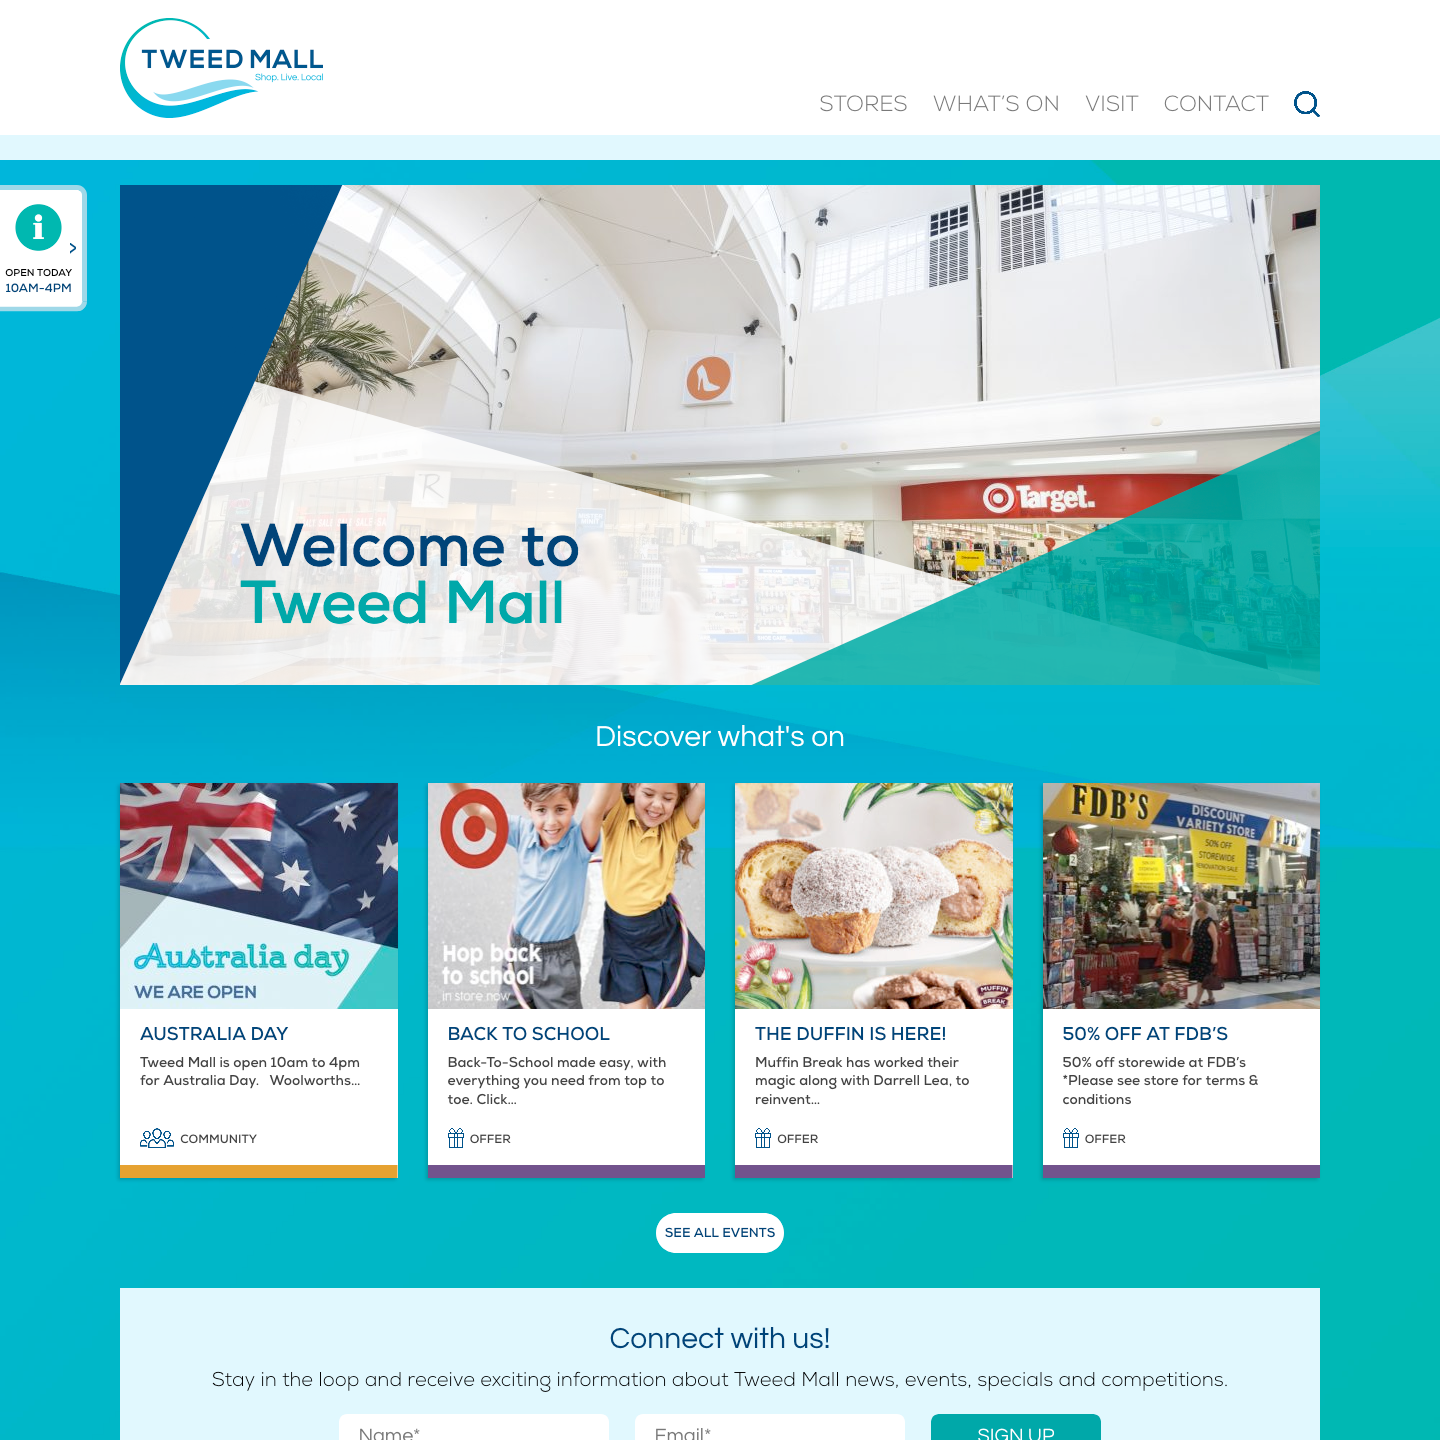 TWEED MALL
Shop. Live. Local
STORES WHAT'S ON VISIT CONTACT
i
>
OPEN TODAY
10AM-4PM
R
Target.
Welcome to
Tweed Mall
Discover what's on
Australia day
WE ARE OPEN
AUSTRALIA DAY
Tweed Mall is open 10am to 4pm
for Australia Day. Woolworths...
COMMUNITY
Hop back
to school
in store now
BACK TO SCHOOL
Back-To-School made easy, with
everything you need from top to
toe. Click...
OFFER
MUFFIN
BREAK
THE DUFFIN IS HERE!
Muffin Break has worked their
magic along with Darrell Lea, to
reinvent...
OFFER
FDB'S
DISCOUNT
VARIETY STORE
FDB
50% OFF
STOREWIDE
RENOVATION SALE
50% OFF AT FDB'S
50% off storewide at FDB's
*Please see store for terms &
conditions
OFFER
SEE ALL EVENTS
Connect with us!
Stay in the loop and receive exciting information about Tweed Mall news, events, specials and competitions.
Name* Email* SIGN UP